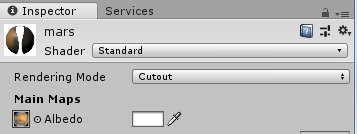 Inspector Services
mars
Shader Standard
Rendering Mode Cutout
Main Maps
Albedo